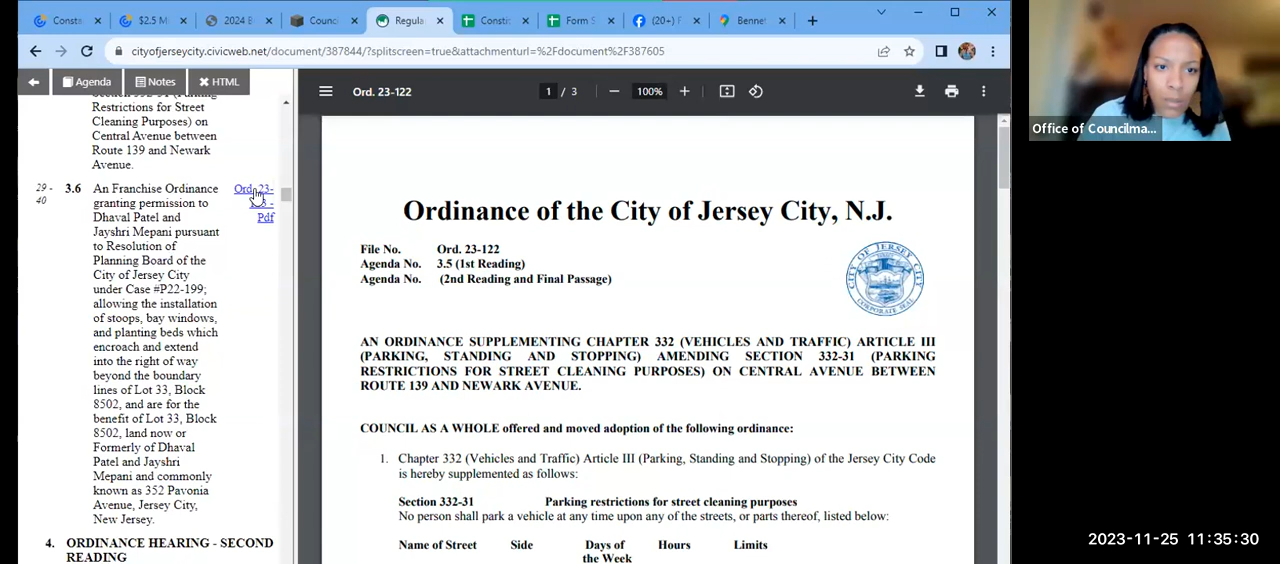 Consta
$2.5 M
2024 B
Counci
Regula
Constit
Form S
(20+) F
Bennet
cityofjerseycity.civicweb.net/document/387844/?splitscreen=true&attachmenturl=%2Fdocument%2F387605
Agenda
Notes
HTML
Ord. 23-122
1 / 3
100%
Restrictions for Street
Cleaning Purposes) on
Central Avenue between
Route 139 and Newark
Avenue.
29 -
40
3.6
An Franchise Ordinance
granting permission to
Dhaval Patel and
Jayshri Mepani pursuant
to Resolution of
Planning Board of the
City of Jersey City
under Case #P22-199;
allowing the installation
of stoops, bay windows,
and planting beds which
encroach and extend
into the right of way
beyond the boundary
lines of Lot 33, Block
8502, and are for the
benefit of Lot 33, Block
8502, land now or
Formerly of Dhaval
Patel and Jayshri
Mepani and commonly
known as 352 Pavonia
Avenue, Jersey City,
New Jersey.
Ord. 23-
Pdf
4. ORDINANCE HEARING - SECOND
READING
Ordinance of the City of Jersey City, N.J.
File No. Ord. 23-122
Agenda No. 3.5 (1st Reading)
Agenda No. (2nd Reading and Final Passage)
CITY OF JERSEY CITY
CORPORATE SEAL
AN ORDINANCE SUPPLEMENTING CHAPTER 332 (VEHICLES AND TRAFFIC) ARTICLE III
(PARKING, STANDING AND STOPPING) AMENDING SECTION 332-31 (PARKING
RESTRICTIONS FOR STREET CLEANING PURPOSES) ON CENTRAL AVENUE BETWEEN
ROUTE 139 AND NEWARK AVENUE.
COUNCIL AS A WHOLE offered and moved adoption of the following ordinance:
1. Chapter 332 (Vehicles and Traffic) Article III (Parking, Standing and Stopping) of the Jersey City Code
is hereby supplemented as follows:
Section 332-31 Parking restrictions for street cleaning purposes
No person shall park a vehicle at any time upon any of the streets, or parts thereof, listed below:
Name of Street Side Days of Hours Limits
the Week
Office of Councilma...
2023-11-25 11:35:30